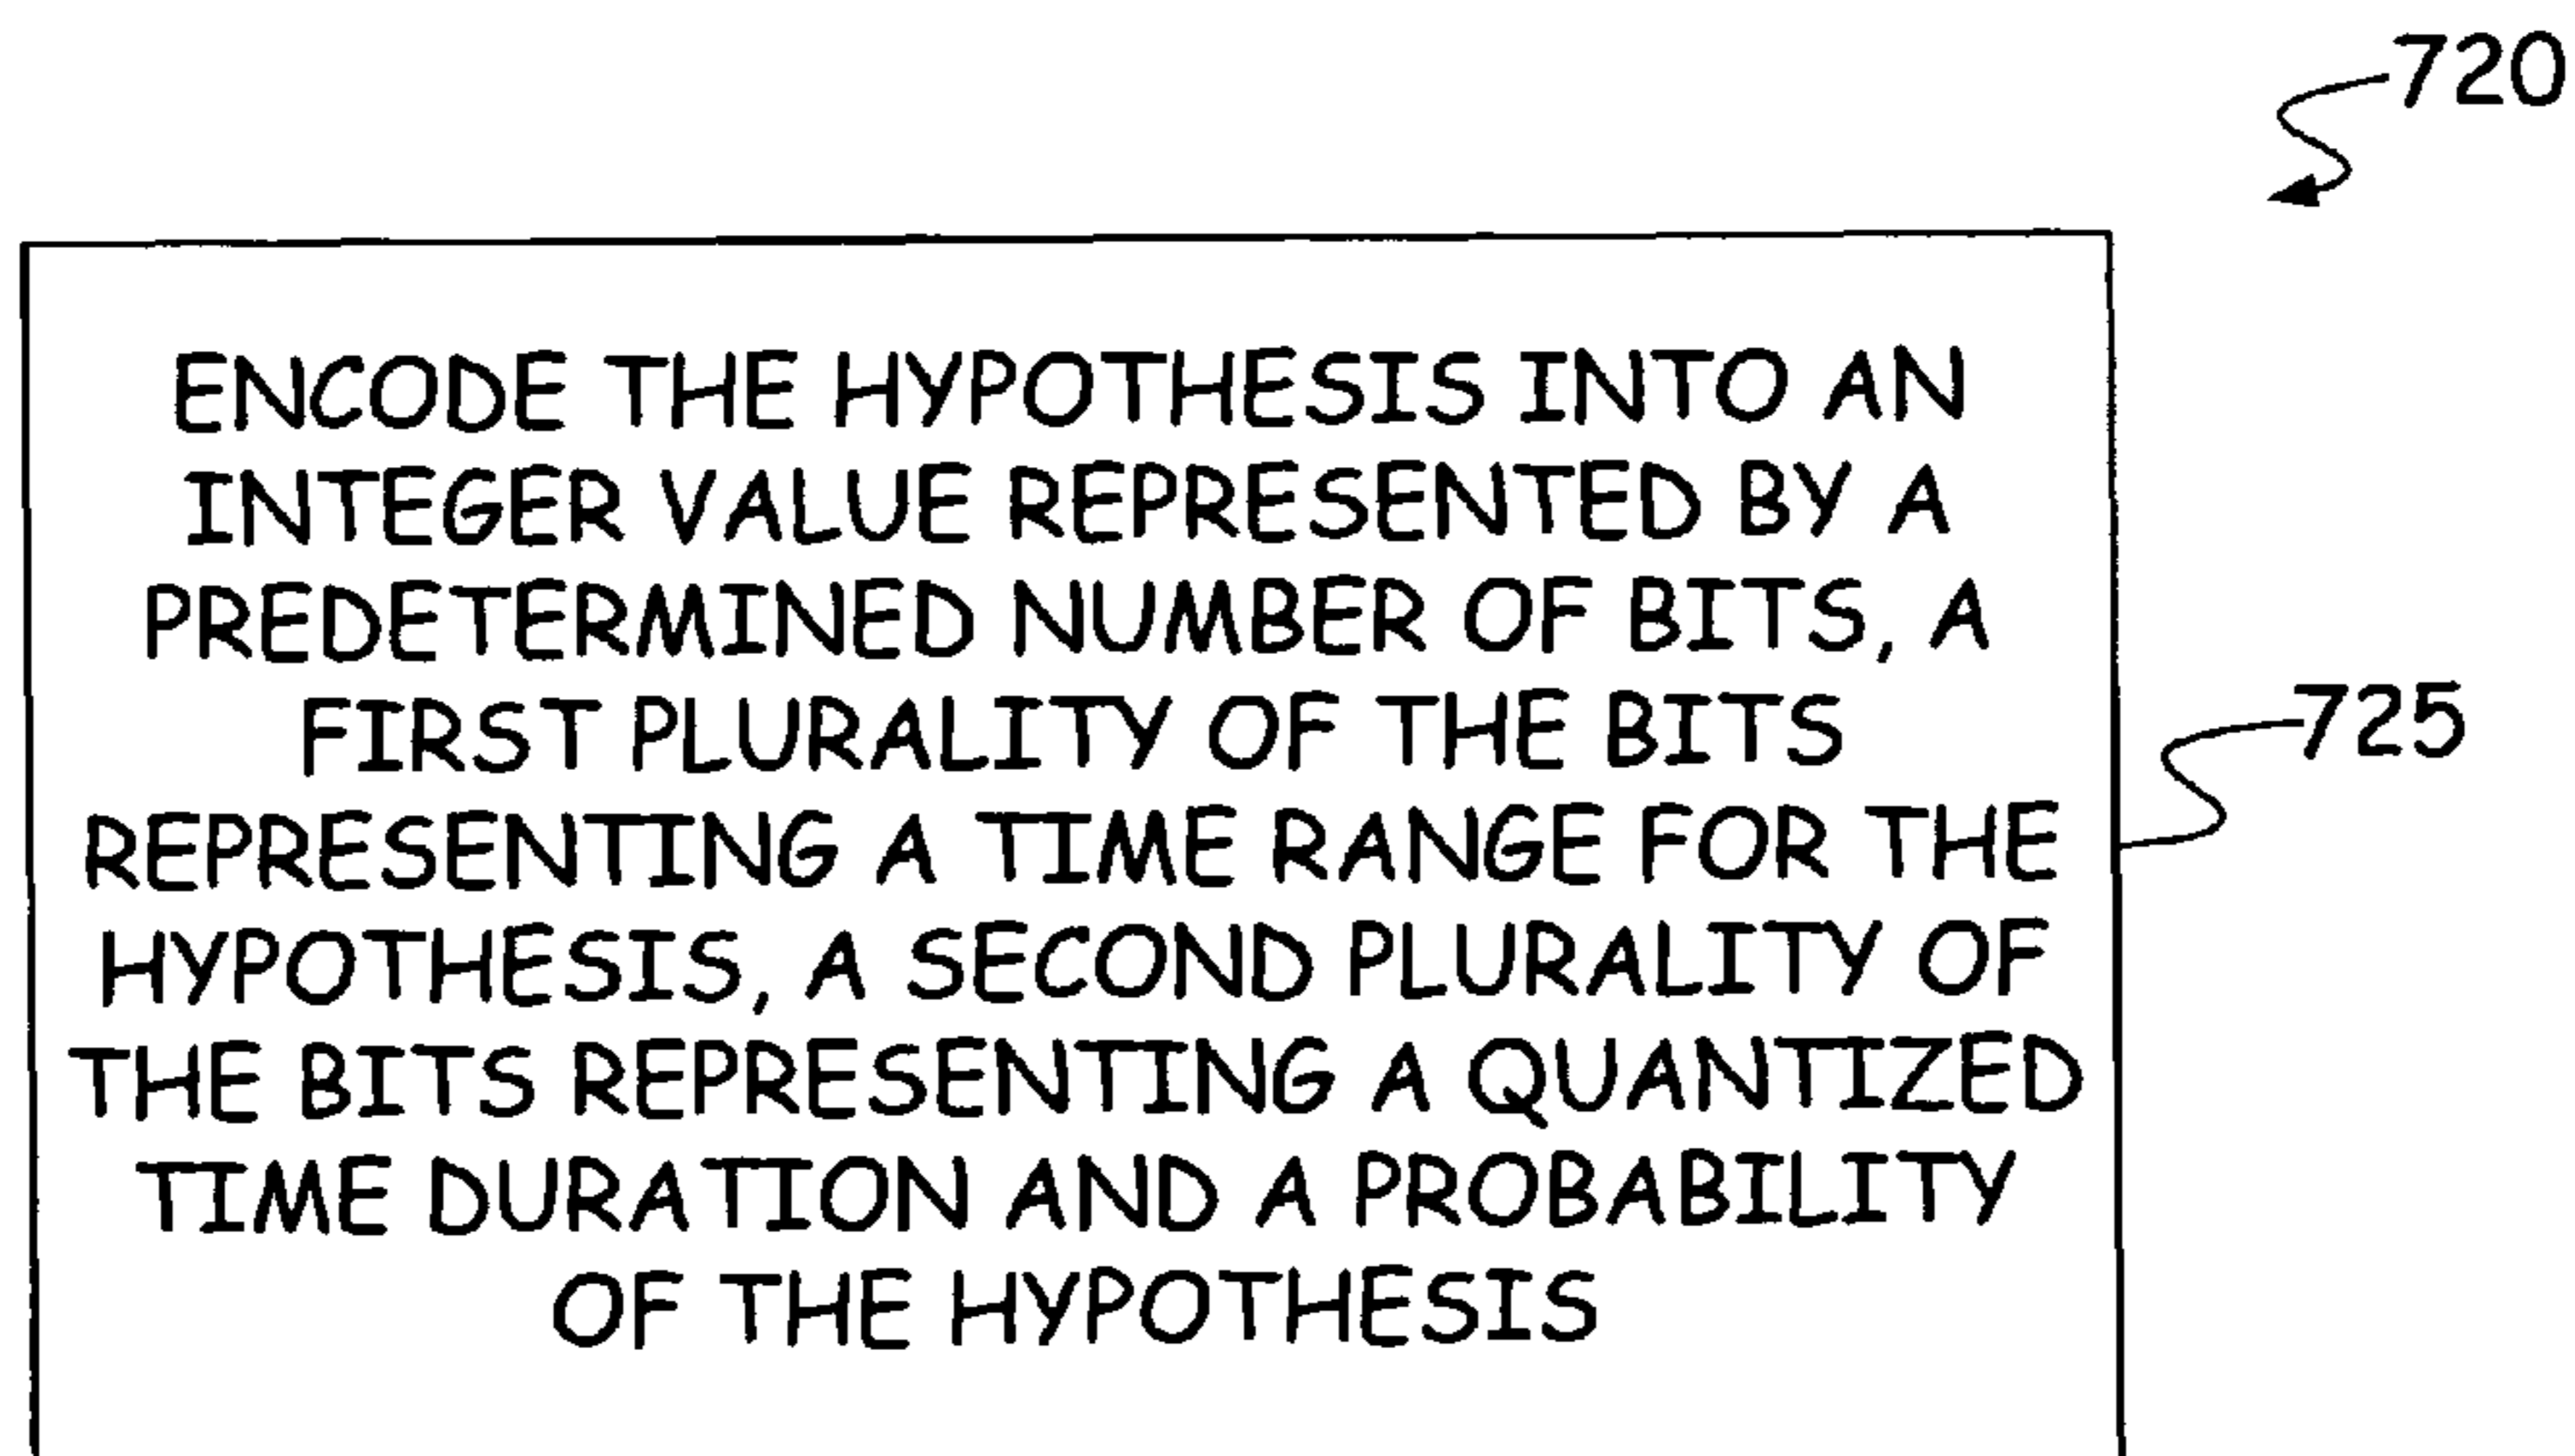 720
ENCODE THE HYPOTHESIS INTO AN
INTEGER VALUE REPRESENTED BY A
PREDETERMINED NUMBER OF BITS, A
FIRST PLURALITY OF THE BITS
REPRESENTING A TIME RANGE FOR THE
HYPOTHESIS, A SECOND PLURALITY OF
THE BITS REPRESENTING A QUANTIZED
TIME DURATION AND A PROBABILITY
OF THE HYPOTHESIS
725